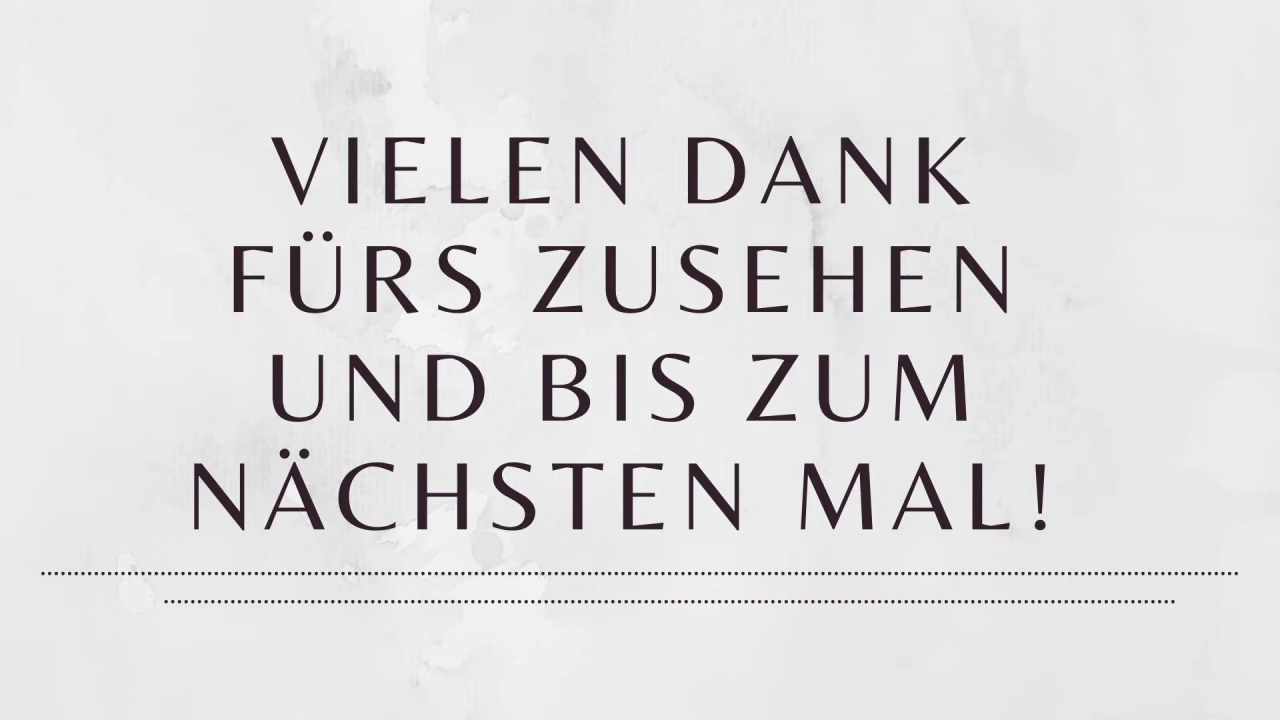 VIELEN DANK
FÜRS ZUSEHEN
UND BIS ZUM
NÄCHSTEN MAL!